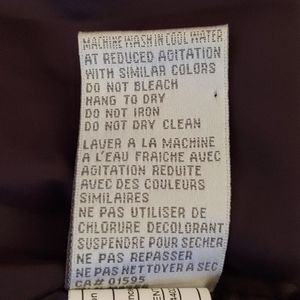 MACHINE WASH IN COOL WATER
AT REDUCED AGITATION
WITH SIMILAR COLORS
DO NOT BLEACH
HANG TO DRY
DO NOT IRON
DO NOT DRY CLEAN
LAVER A LA MACHINE
A L'EAU FRAICHE AVEC
AGITATION REDUITE
AVEC DES COULEURS
SIMILAIRES
NE PAS UTILISER DE
CHLORURE DECOLORANT
SUSPENDRE POUR SECHER
NE PAS REPASSER
NE PAS NETTOYER A SEC
CA# 01595